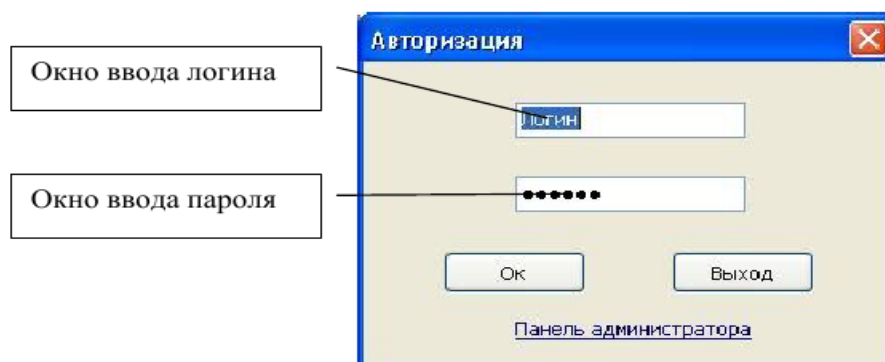 Авторизация
Окно ввода логина
Логин
Окно ввода пароля
Ок
Выход
Панель администратора